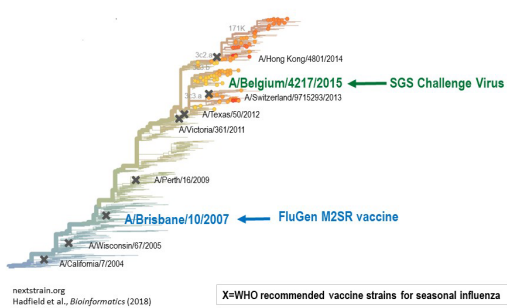 171K
3c2.a
A/Hong Kong/4801/2014
A/Belgium/4217/2015
SGS Challenge Virus
3c3.a
A/Switzerland/9715293/2013
A/Texas/50/2012
A/Victoria/361/2011
A/Perth/16/2009
A/Brisbane/10/2007
FluGen M2SR vaccine
A/Wisconsin/67/2005
A/California/7/2004
nextstrain.org
Hadfield et al., Bioinformatics (2018)
X=WHO recommended vaccine strains for seasonal influenza